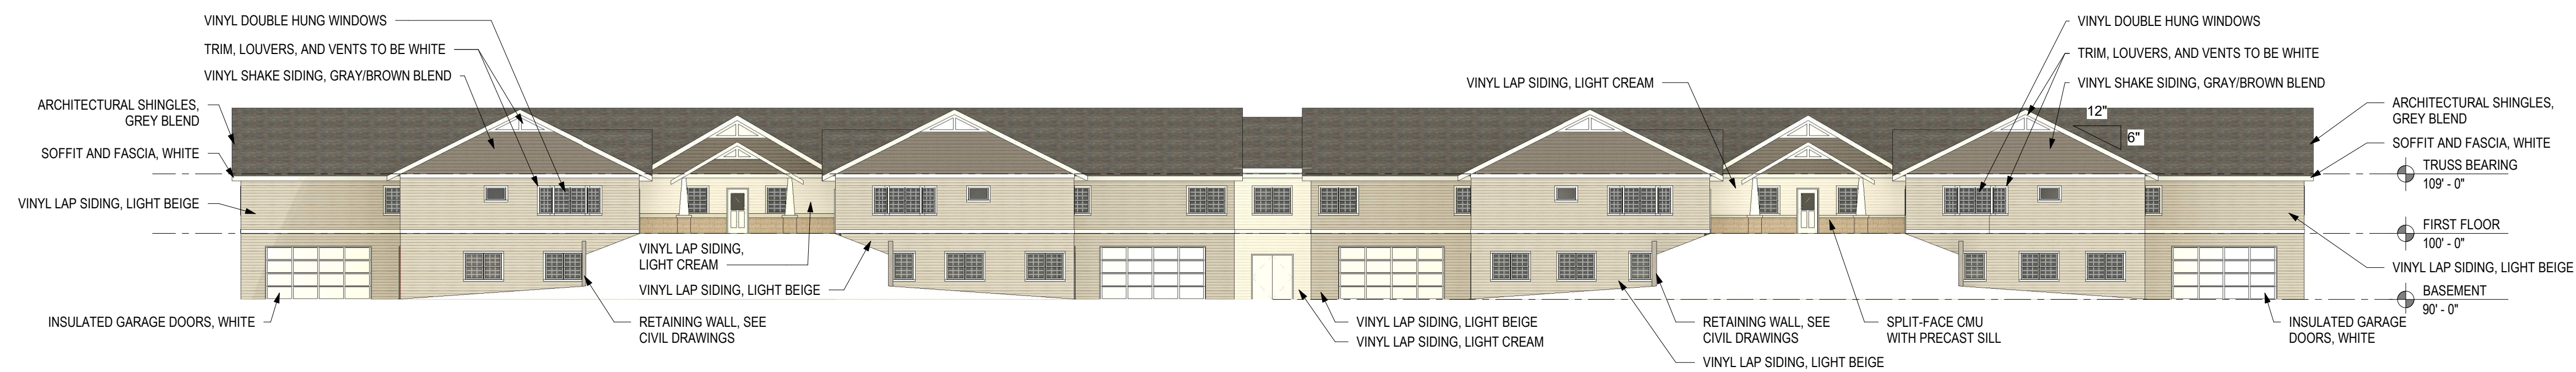 VINYL DOUBLE HUNG WINDOWS
TRIM, LOUVERS, AND VENTS TO BE WHITE
VINYL SHAKE SIDING, GRAY/BROWN BLEND
ARCHITECTURAL SHINGLES,
GREY BLEND
SOFFIT AND FASCIA, WHITE
VINYL LAP SIDING, LIGHT BEIGE
INSULATED GARAGE DOORS, WHITE
VINYL LAP SIDING,
LIGHT CREAM
VINYL LAP SIDING, LIGHT BEIGE
RETAINING WALL, SEE
CIVIL DRAWINGS
VINYL LAP SIDING, LIGHT CREAM
VINYL LAP SIDING, LIGHT BEIGE
VINYL LAP SIDING, LIGHT CREAM
RETAINING WALL, SEE
CIVIL DRAWINGS
VINYL LAP SIDING, LIGHT BEIGE
SPLIT-FACE CMU
WITH PRECAST SILL
VINYL DOUBLE HUNG WINDOWS
TRIM, LOUVERS, AND VENTS TO BE WHITE
VINYL SHAKE SIDING, GRAY/BROWN BLEND
12"
6"
ARCHITECTURAL SHINGLES,
GREY BLEND
SOFFIT AND FASCIA, WHITE
TRUSS BEARING
109' - 0"
FIRST FLOOR
100' - 0"
VINYL LAP SIDING, LIGHT BEIGE
BASEMENT
90' - 0"
INSULATED GARAGE
DOORS, WHITE